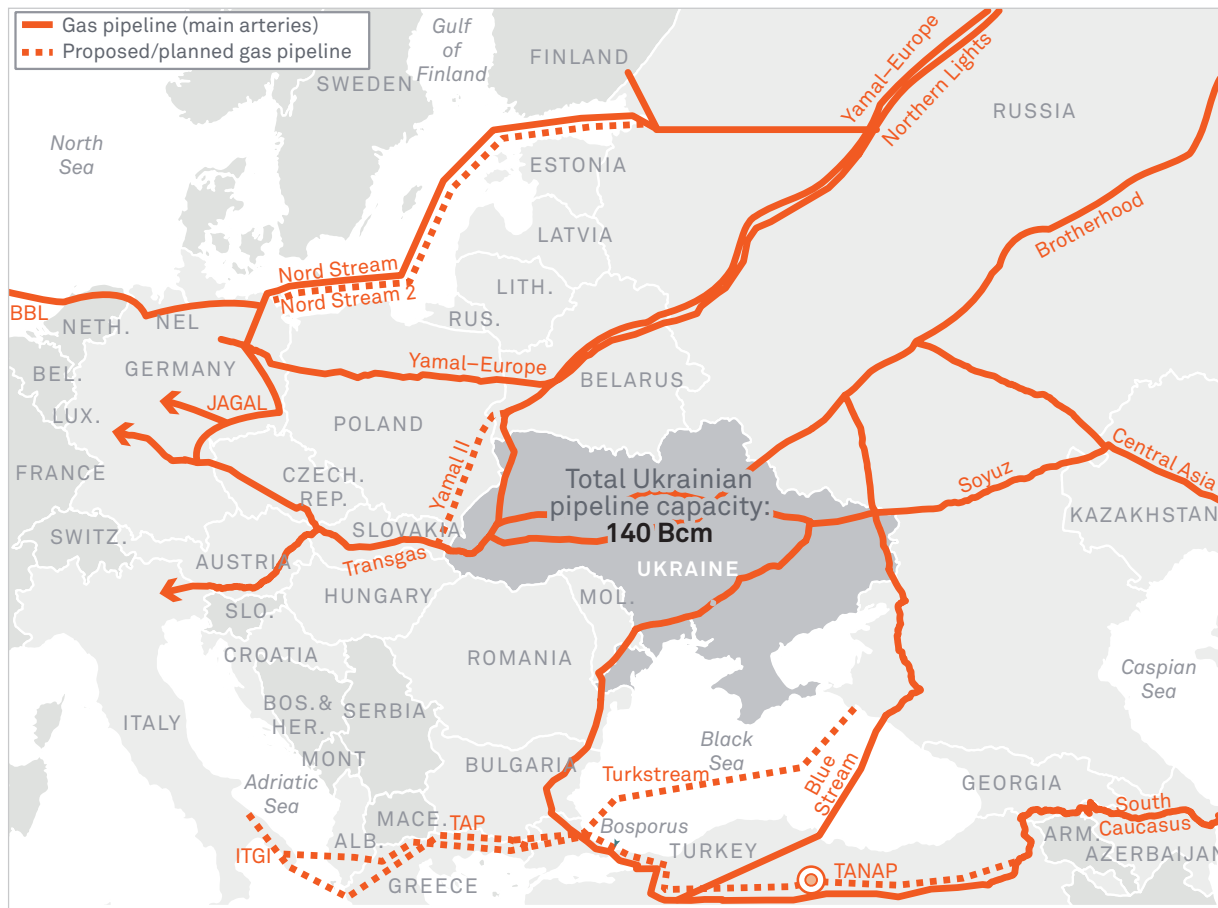 Gas pipeline (main arteries)
Proposed/planned gas pipeline
Gulf
of
Finland
FINLAND
SWEDEN
Yamal–Europe
Northern Lights
RUSSIA
North
Sea
ESTONIA
LATVIA
Brotherhood
Nord Stream
Nord Stream 2
LITH.
RUS.
BBL
NETH.
NEL
GERMANY
Yamal–Europe
BELARUS
BEL.
JAGAL
LUX.
POLAND
Yamal II
FRANCE
CZECH.
REP.
Total Ukrainian
pipeline capacity:
140 Bcm
Soyuz
Central Asia
KAZAKHSTAN
SWITZ.
SLOVAKIA
AUSTRIA
Transgas
UKRAINE
HUNGARY
MOL.
SLO.
CROATIA
ROMANIA
Caspian
Sea
ITALY
BOS.&
HER.
SERBIA
MONT
Black
Sea
BULGARIA
Turkstream
Blue
Stream
GEORGIA
Adriatic
Sea
MACE.
TAP
Bosporus
South
Caucasus
ALB.
ITGI
TURKEY
ARM.
AZERBAIJAN
GREECE
TANAP